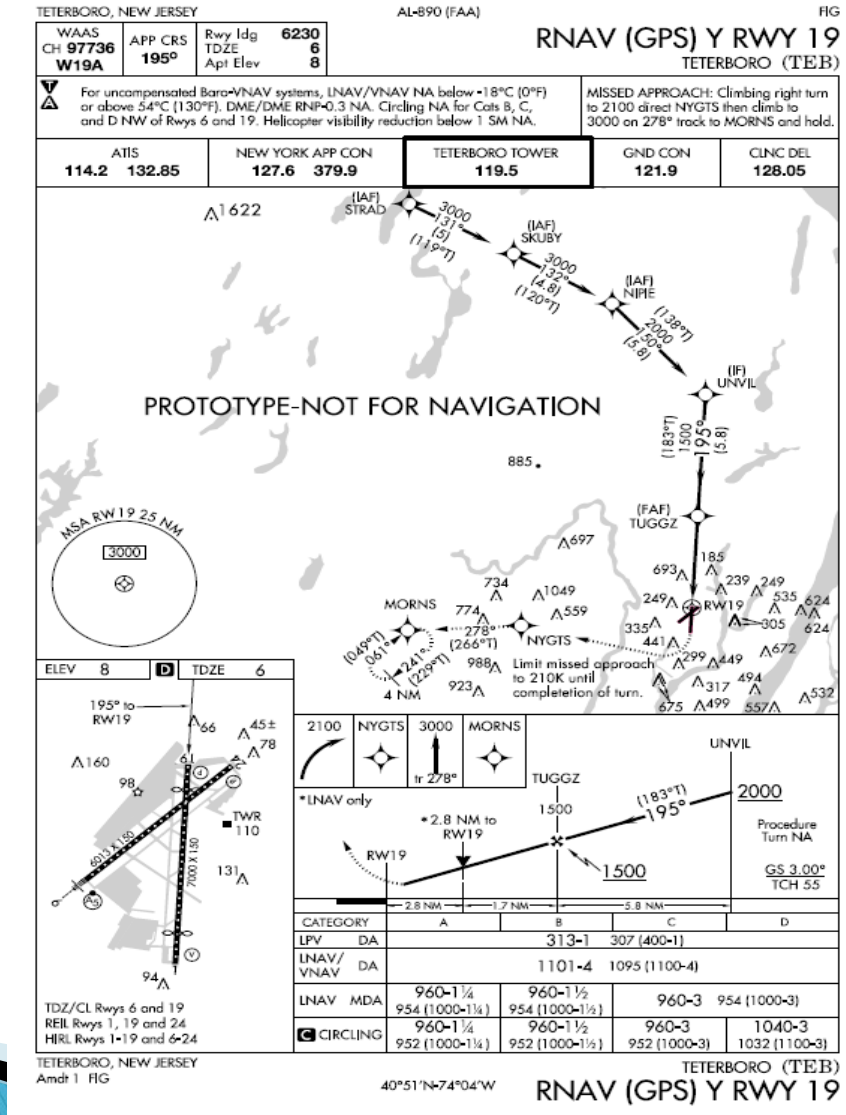 TETERBORO, NEW JERSEY
AL-890 (FAA)
FIG
WAAS
CH 97736
W19A
APP CRS
195°
Rwy ldg 6230
TDZE 6
Apt Elev 8
RNAV (GPS) Y RWY 19
TETERBORO (TEB)
T
A
For uncompensated Baro-VNAV systems, LNAV/VNAV NA below -18°C (0°F)
or above 54°C (130°F). DME/DME RNP-0.3 NA. Circling NA for Cats B, C,
and D NW of Rwys 6 and 19. Helicopter visibility reduction below 1 SM NA.
MISSED APPROACH: Climbing right turn
to 2100 direct NYGTS then climb to
3000 on 278° track to MORNS and hold.
ATIS
114.2 132.85
NEW YORK APP CON
127.6 379.9
TETERBORO TOWER
119.5
GND CON
121.9
CLNC DEL
128.05
1622
(IAF)
STRAD
3000
131°
(5)
(119°T)
(IAF)
SKUBY
3000
132°
(4.8)
(120°T)
(IAF)
NIPIE
(138°T)
2000
150°
(5.8)
(IF)
UNVIL
PROTOTYPE-NOT FOR NAVIGATION
(183°T)
1500
195°
(5.8)
885
(FAF)
TUGGZ
MSA RW19 25 NM
3000
697
693
185
239
249
734
1049
249
RW19
535
624
MORNS
774
559
335
305
624
278°
(266°T)
NYGTS
441
672
(049°T)
061°
241°
(229°T)
988
Limit missed approach
to 210K until
completetion of turn.
299
449
4 NM
923
317
494
532
675
499
557
ELEV 8
D
TDZE 6
195° to
RW19
66
45±
78
160
98
19
24
TWR
110
6013 X 150
7000 X 150
131
A5
V
94
1
TDZ/CL Rwys 6 and 19
REIL Rwys 1, 19 and 24
HIRL Rwys 1-19 and 6-24
2100
NYGTS
3000
tr 278°
MORNS
UNVIL
*LNAV only
TUGGZ
1500
(183°T)
195°
2000
*2.8 NM to
RW19
Procedure
Turn NA
RW19
1500
GS 3.00°
TCH 55
2.8 NM
1.7 NM
5.8 NM
CATEGORY A B C D
LPV DA 313-1 307 (400-1)
LNAV/
VNAV DA 1101-4 1095 (1100-4)
LNAV MDA 960-1¼ 960-1½ 960-3 954 (1000-3)
954 (1000-1¼) 954 (1000-1½)
C CIRCLING 960-1¼ 960-1½ 960-3 1040-3
952 (1000-1¼) 952 (1000-1½) 952 (1000-3) 1032 (1100-3)
TETERBORO, NEW JERSEY
Amdt 1 FIG
40°51'N-74°04'W
TETERBORO (TEB)
RNAV (GPS) Y RWY 19